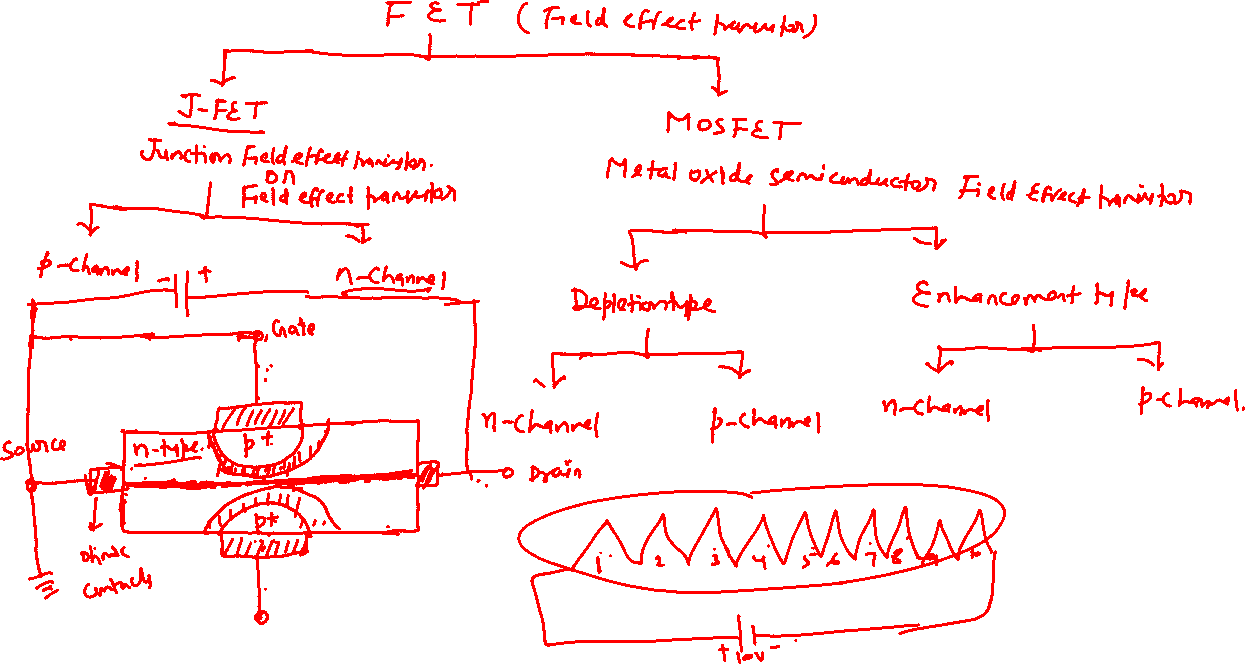 FET (Field effect transistor)
J-FET
MOSFET
Junction Field effect transistor.
on
Field effect transistor
Metal oxide semiconductor Field Effect transistor
p-channel
n-channel
- +
Depletion type
Enhancement type
Gate
n-channel
p-channel
n-channel
p-channel.
Source
n-type
p+
Drain
p+
ohmic
contacts
1 2 3 4 5 6 7 8 9 10
+ 10V -